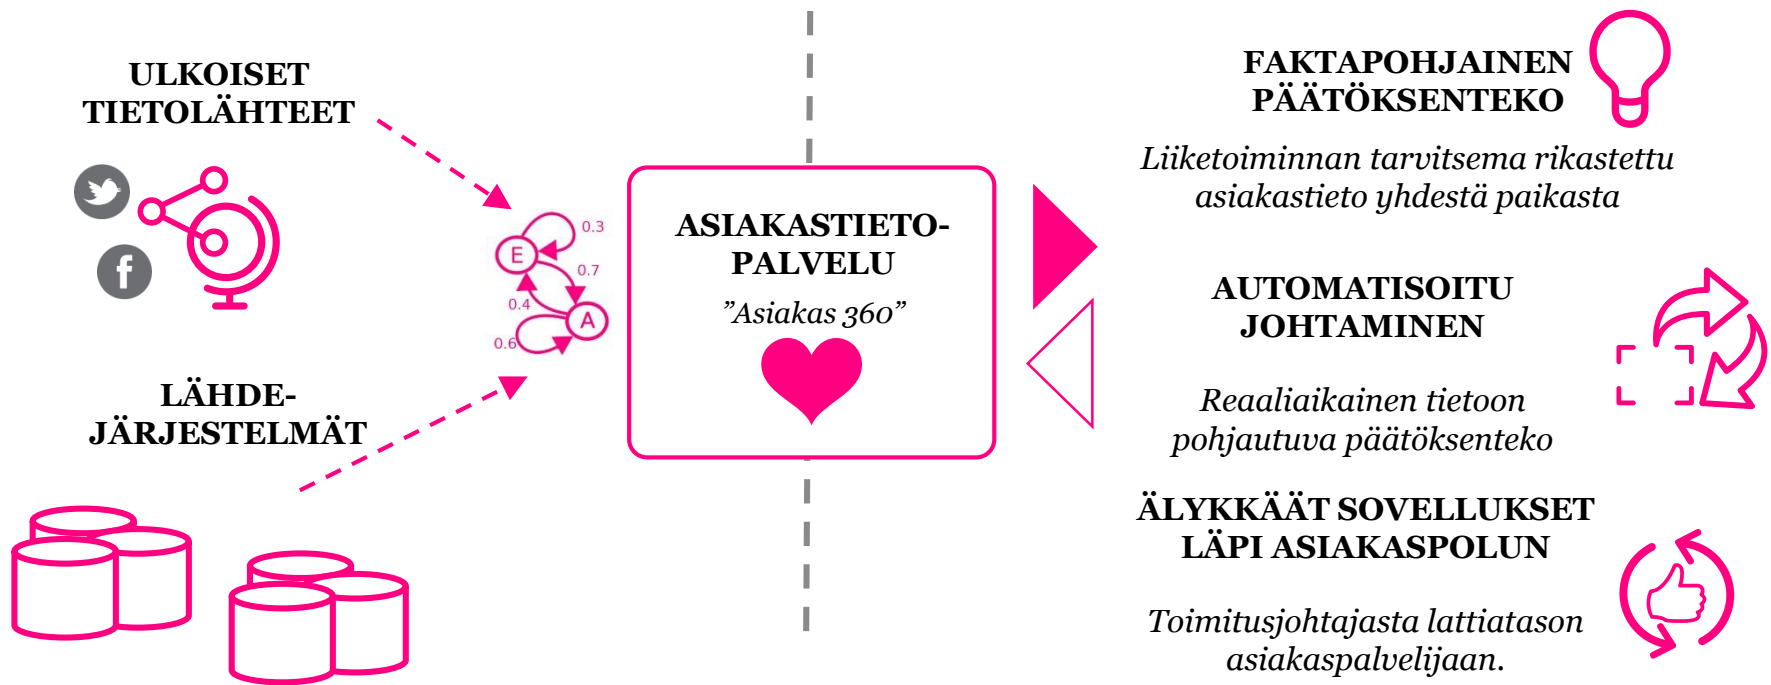 ULKOISET
TIETOLÄHTEET
f
LÄHDE-
JÄRJESTELMÄT
E
0.3
0.7
0.4
A
0.6
ASIAKASTIETO-
PALVELU
”Asiakas 360”
FAKTAPOHJAINEN
PÄÄTÖKSENTEKO
Liiketoiminnan tarvitsema rikastettu
asiakastieto yhdestä paikasta
AUTOMATISOITU
JOHTAMINEN
Reaaliaikainen tietoon
pohjautuva päätöksenteko
ÄLYKKÄÄT SOVELLUKSET
LÄPI ASIAKASPOLUN
Toimitusjohtajasta lattiatason
asiakaspalvelijaan.